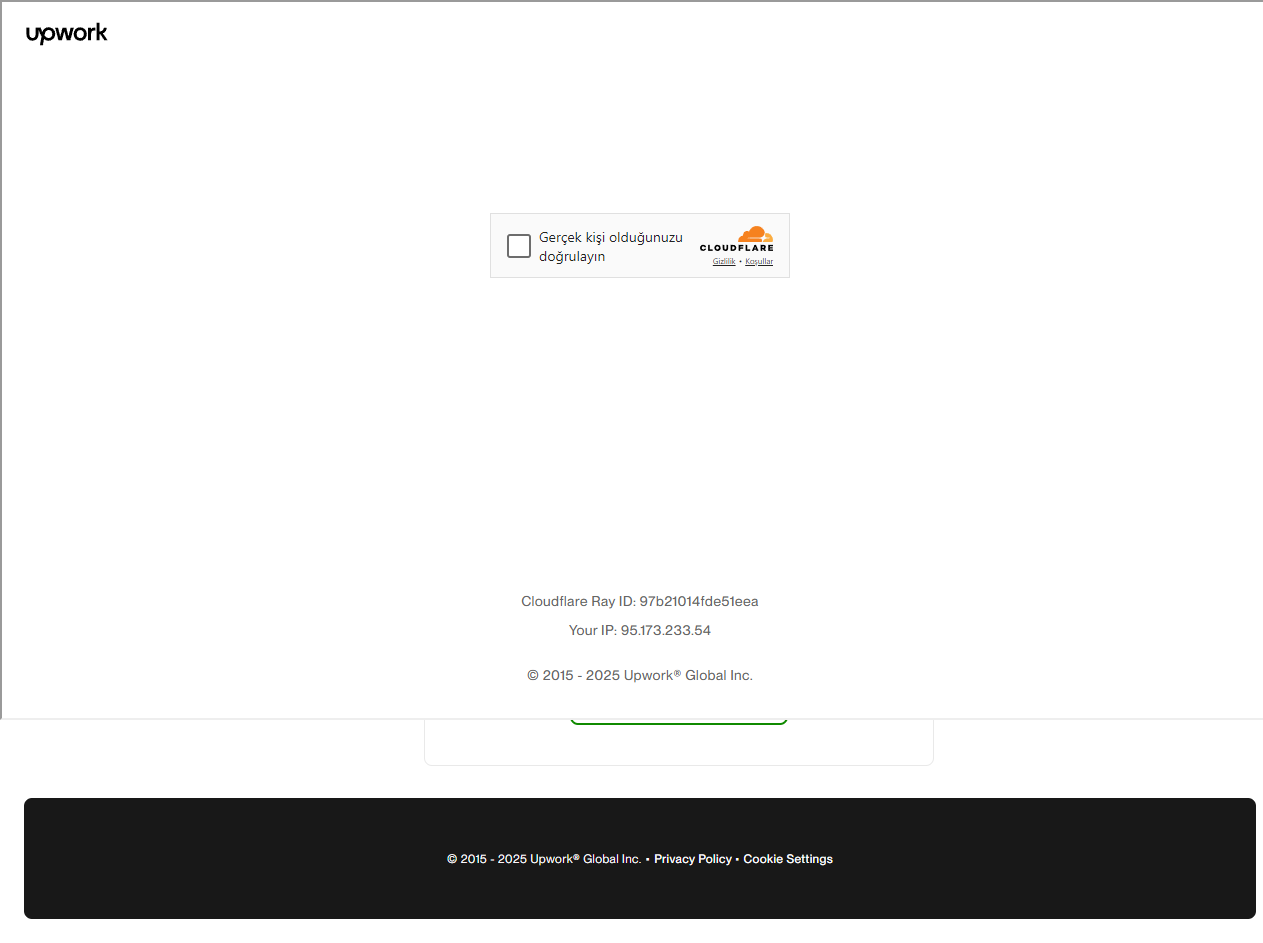 upwork
Gerçek kişi olduğunuzu
doğrulayın
CLOUDFLARE
Gizlilik • Koşullar
Cloudflare Ray ID: 97b21014fde51eea
Your IP: 95.173.233.54
© 2015 - 2025 Upwork® Global Inc.
© 2015 - 2025 Upwork® Global Inc. • Privacy Policy • Cookie Settings